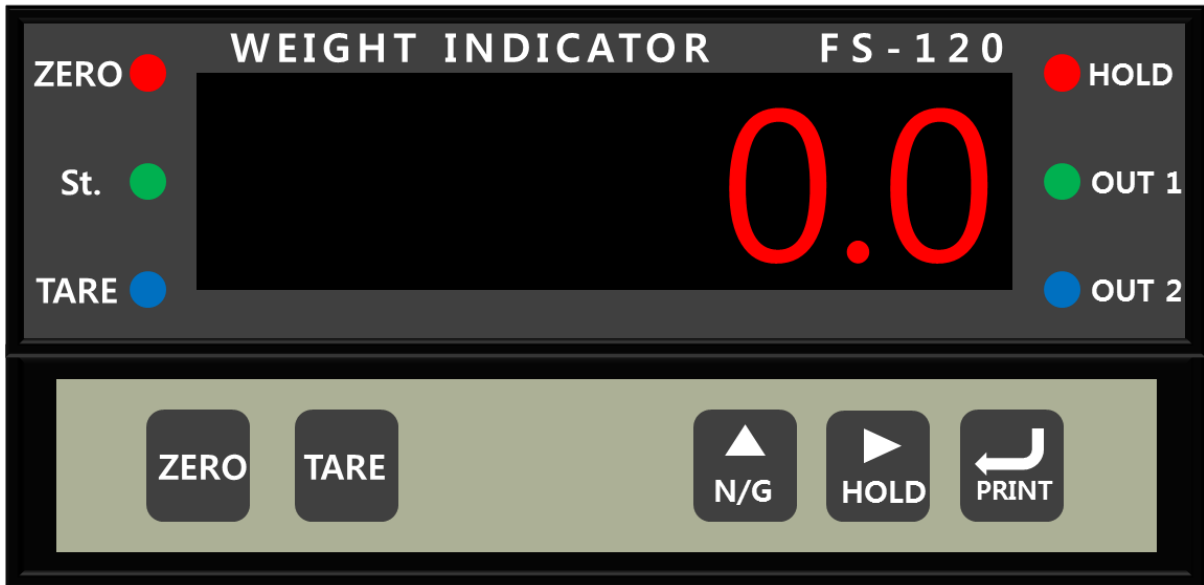 WEIGHT INDICATOR FS-120
ZERO
HOLD
0.0
St.
OUT 1
TARE
OUT 2
ZERO
TARE
N/G
HOLD
PRINT